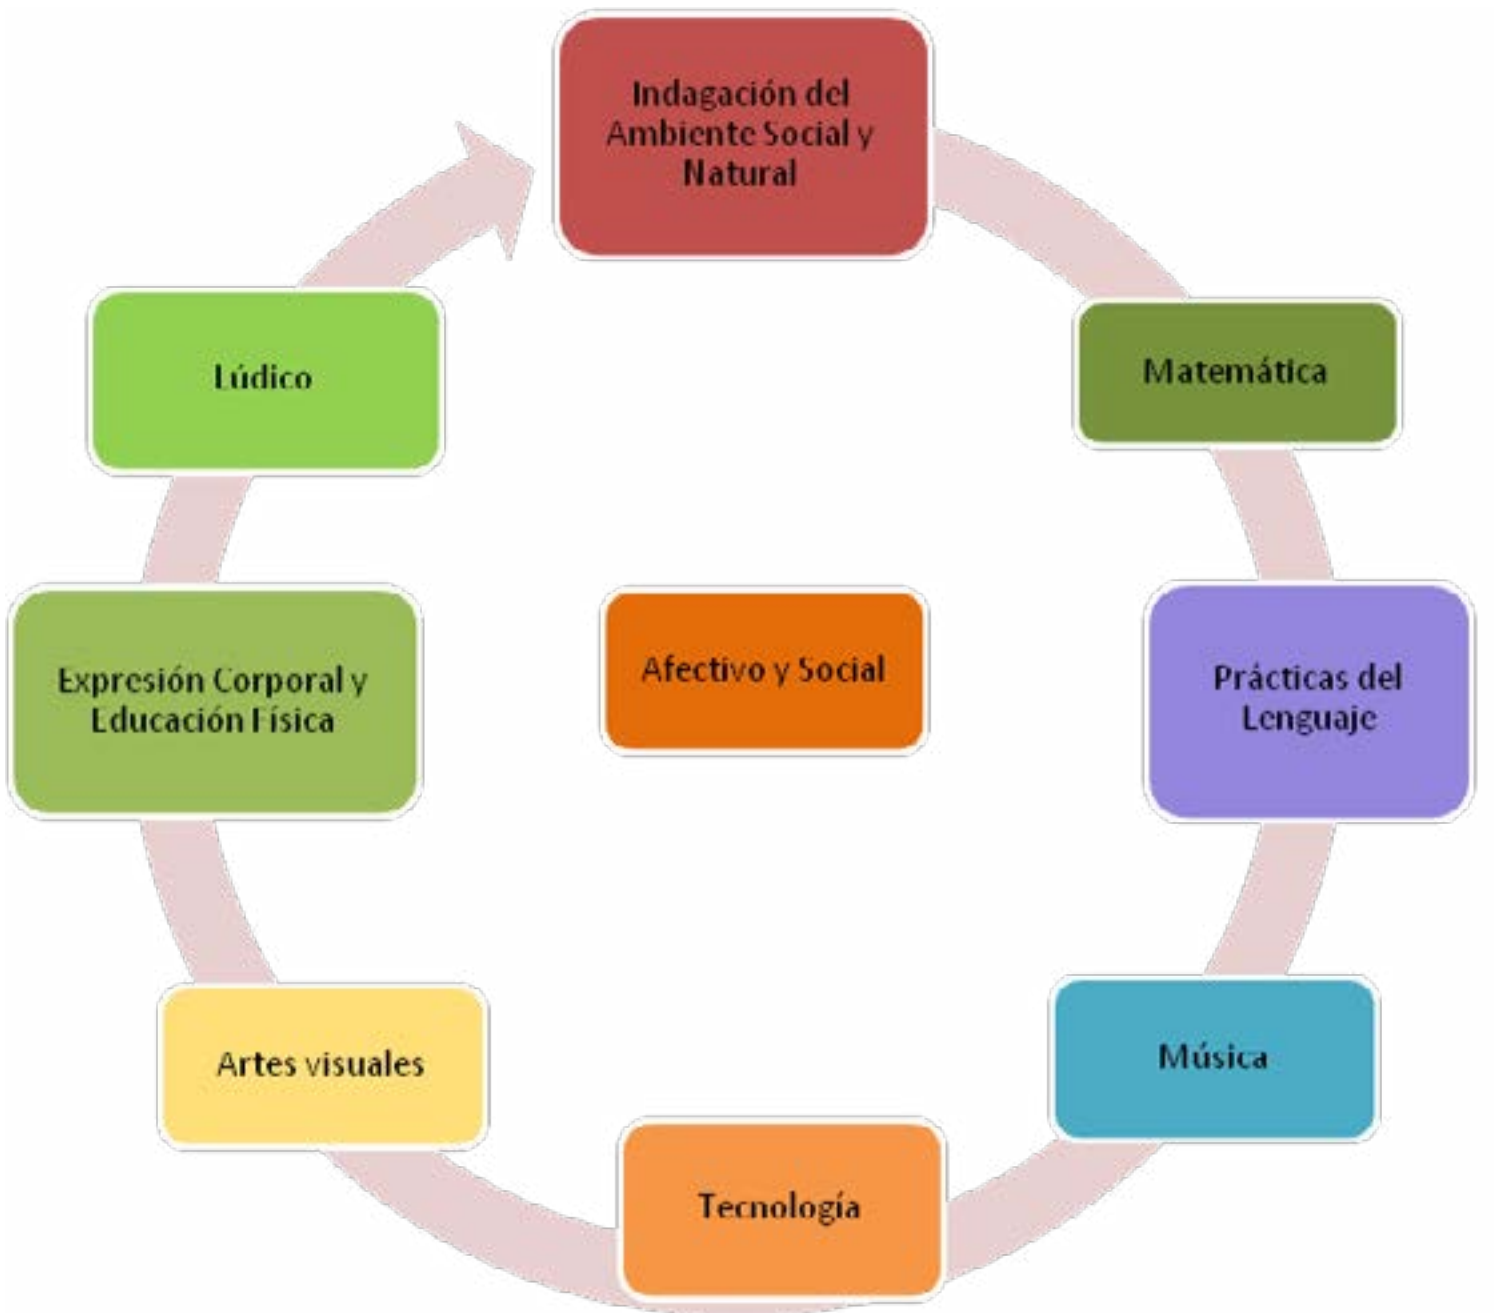 Indagación del
Ambiente Social y
Natural
Matemática
Prácticas del
Lenguaje
Música
Tecnología
Artes visuales
Expresión Corporal y
Educación Física
Lúdico
Afectivo y Social